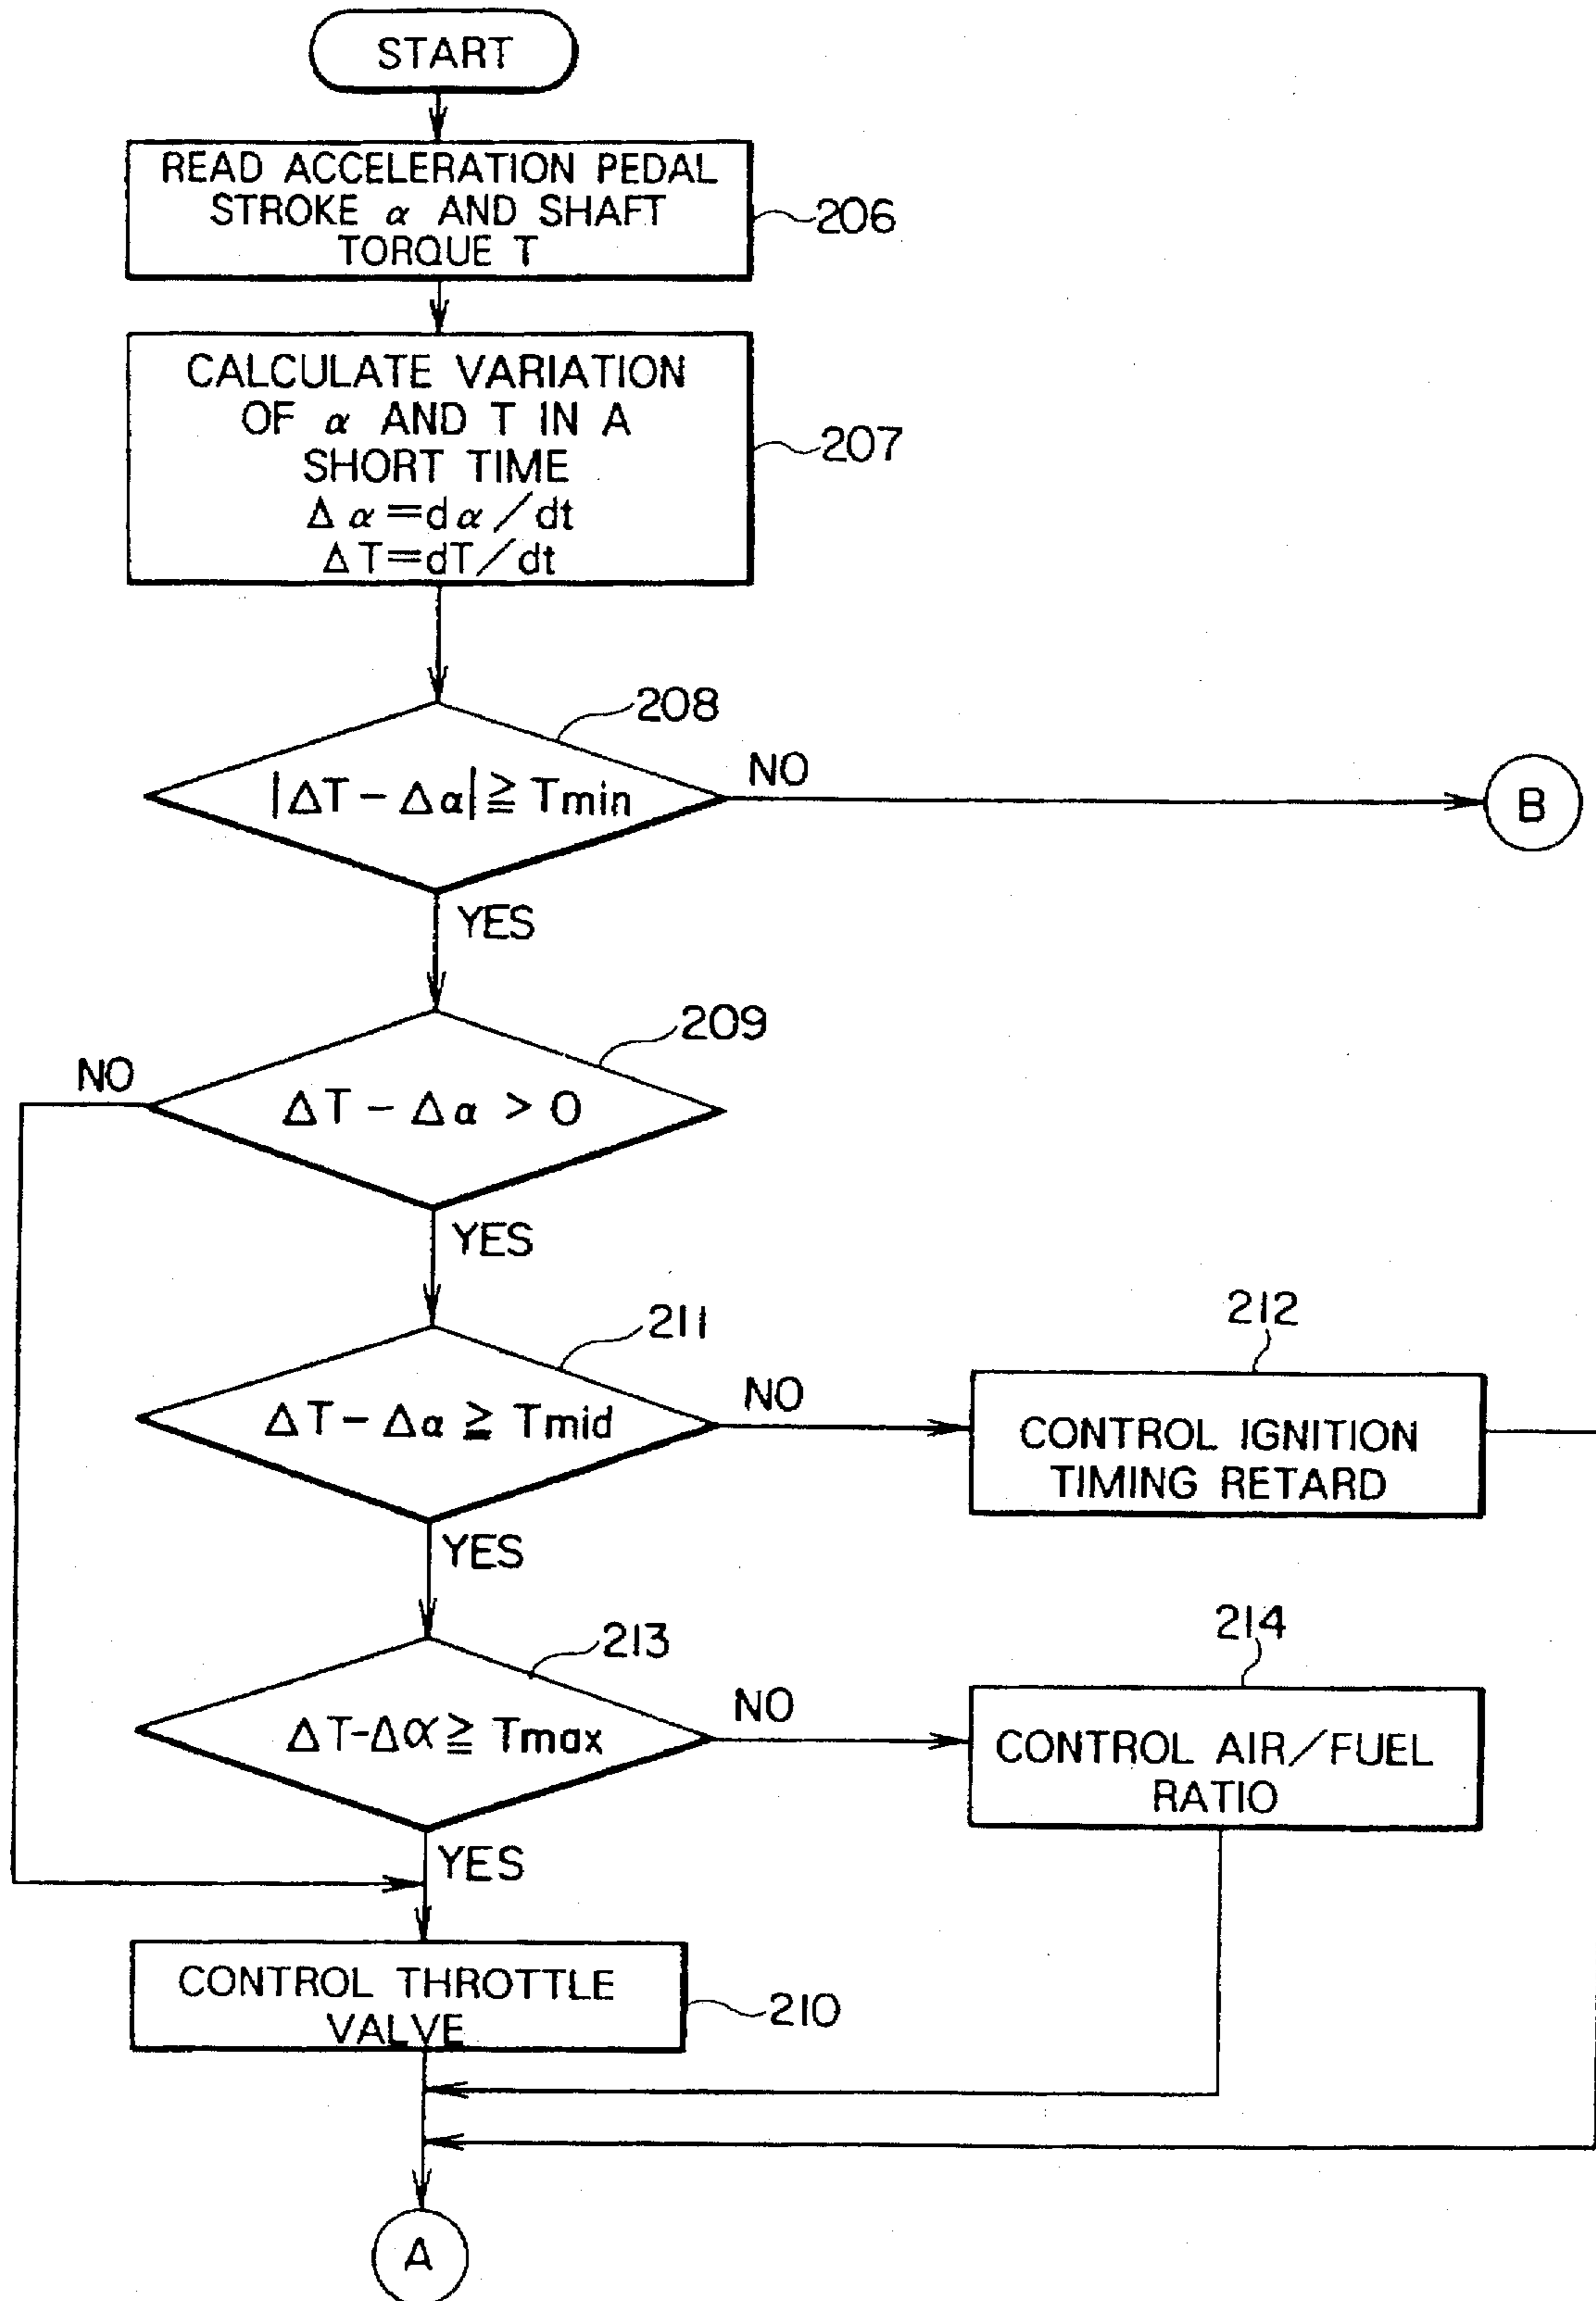 START
READ ACCELERATION PEDAL
STROKE α AND SHAFT
TORQUE T
206
CALCULATE VARIATION
OF α AND T IN A
SHORT TIME
Δα=dα/dt
ΔT=dT/dt
207
208
|ΔT-Δα|≧Tmin
NO
B
YES
209
NO
ΔT-Δα > 0
YES
211
ΔT-Δα ≧ Tmid
NO
212
CONTROL IGNITION
TIMING RETARD
YES
213
ΔT-Δα≧ Tmax
NO
214
CONTROL AIR/FUEL
RATIO
YES
CONTROL THROTTLE
VALVE
210
A